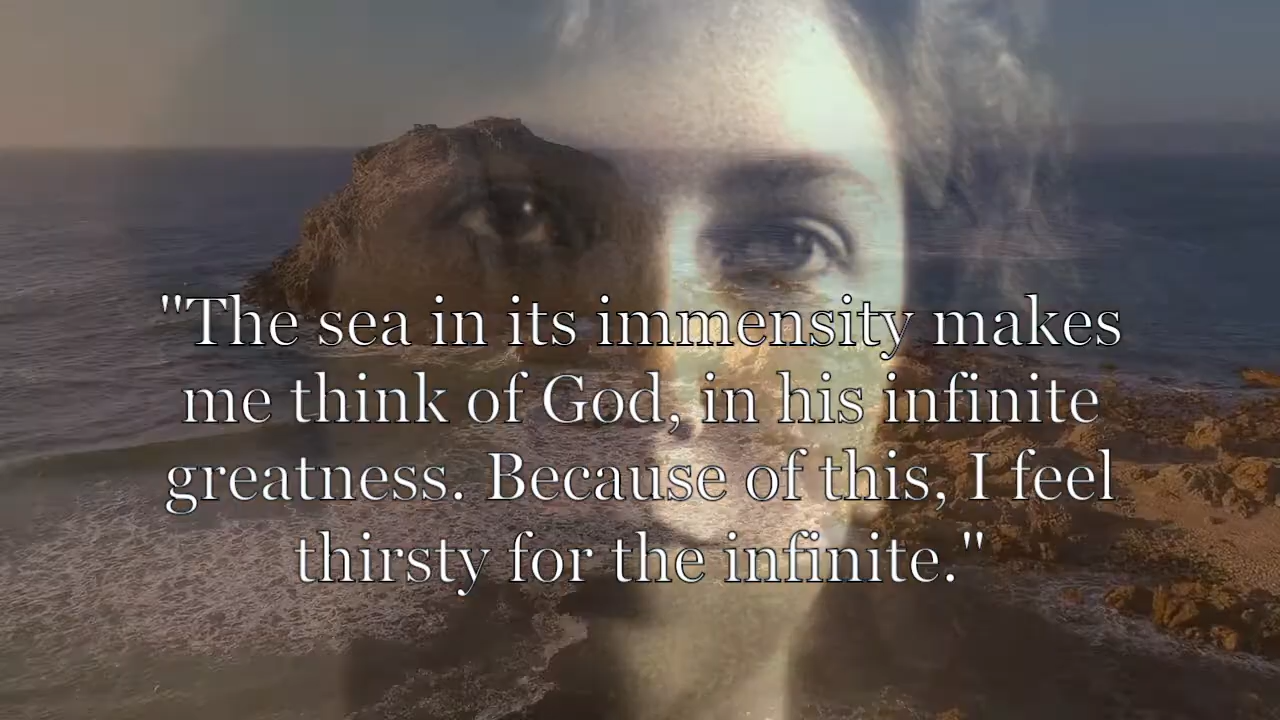 "The sea in its immensity makes
me think of God, in his infinite
greatness. Because of this, I feel
thirsty for the infinite."